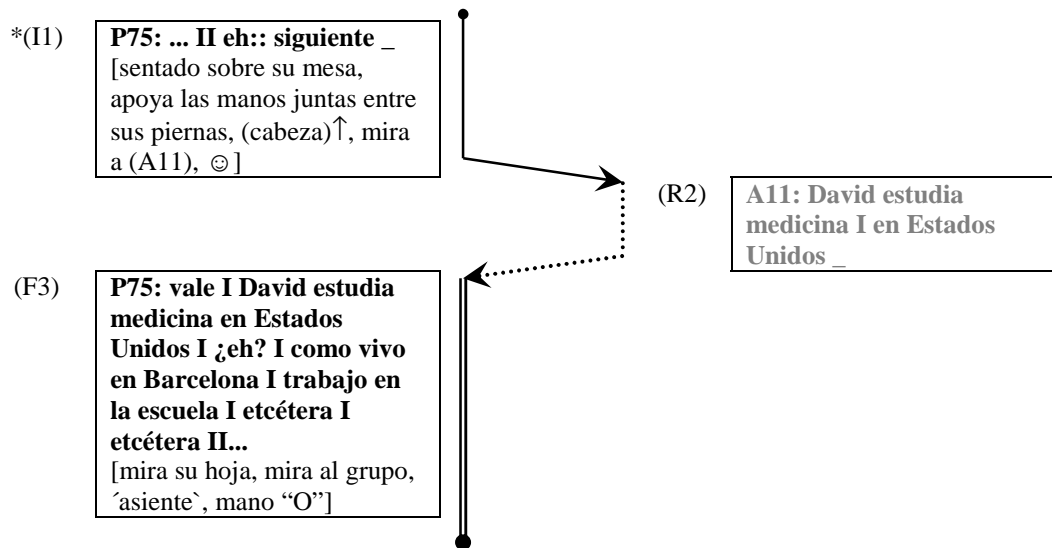 *(I1)
P75: ... II eh:: siguiente _
[sentado sobre su mesa,
apoya las manos juntas entre
sus piernas, (cabeza)↑, mira
a (A11), ☺]
(R2)
A11: David estudia
medicina I en Estados
Unidos _
(F3)
P75: vale I David estudia
medicina en Estados
Unidos I ¿eh? I como vivo
en Barcelona I trabajo en
la escuela I etcétera I
etcétera II...
[mira su hoja, mira al grupo,
´asiente`, mano “O”]